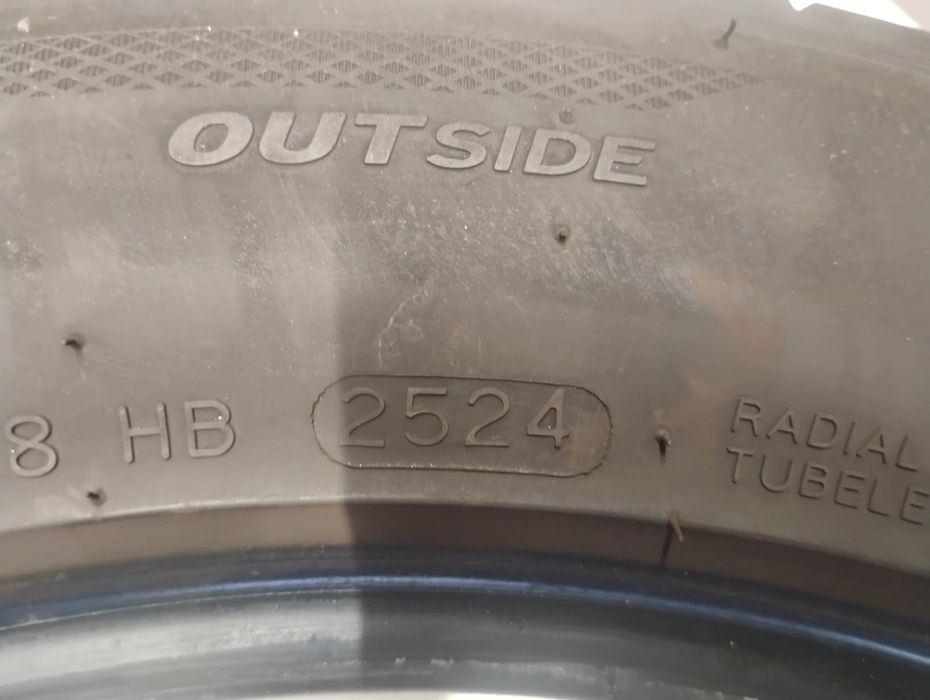 OUTSIDE
8 HB 2524 RADIAL
TUBELE